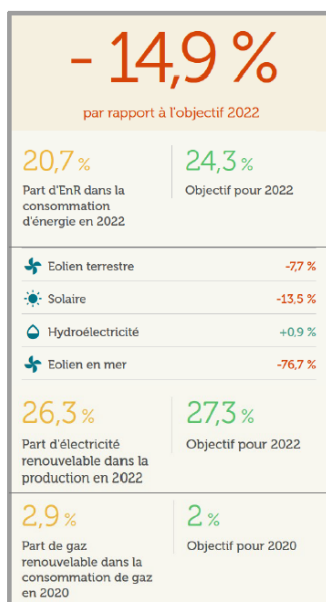 - 14,9 %
par rapport à l'objectif 2022
20,7 %
Part d'EnR dans la
consommation
d'énergie en 2022
24,3 %
Objectif pour 2022
Eolien terrestre -7,7 %
Solaire -13,5 %
Hydroélectricité +0,9 %
Eolien en mer -76,7 %
26,3 %
Part d'électricité
renouvelable dans la
production en 2022
27,3 %
Objectif pour 2022
2,9 %
Part de gaz
renouvelable dans la
consommation de gaz
en 2020
2 %
Objectif pour 2020